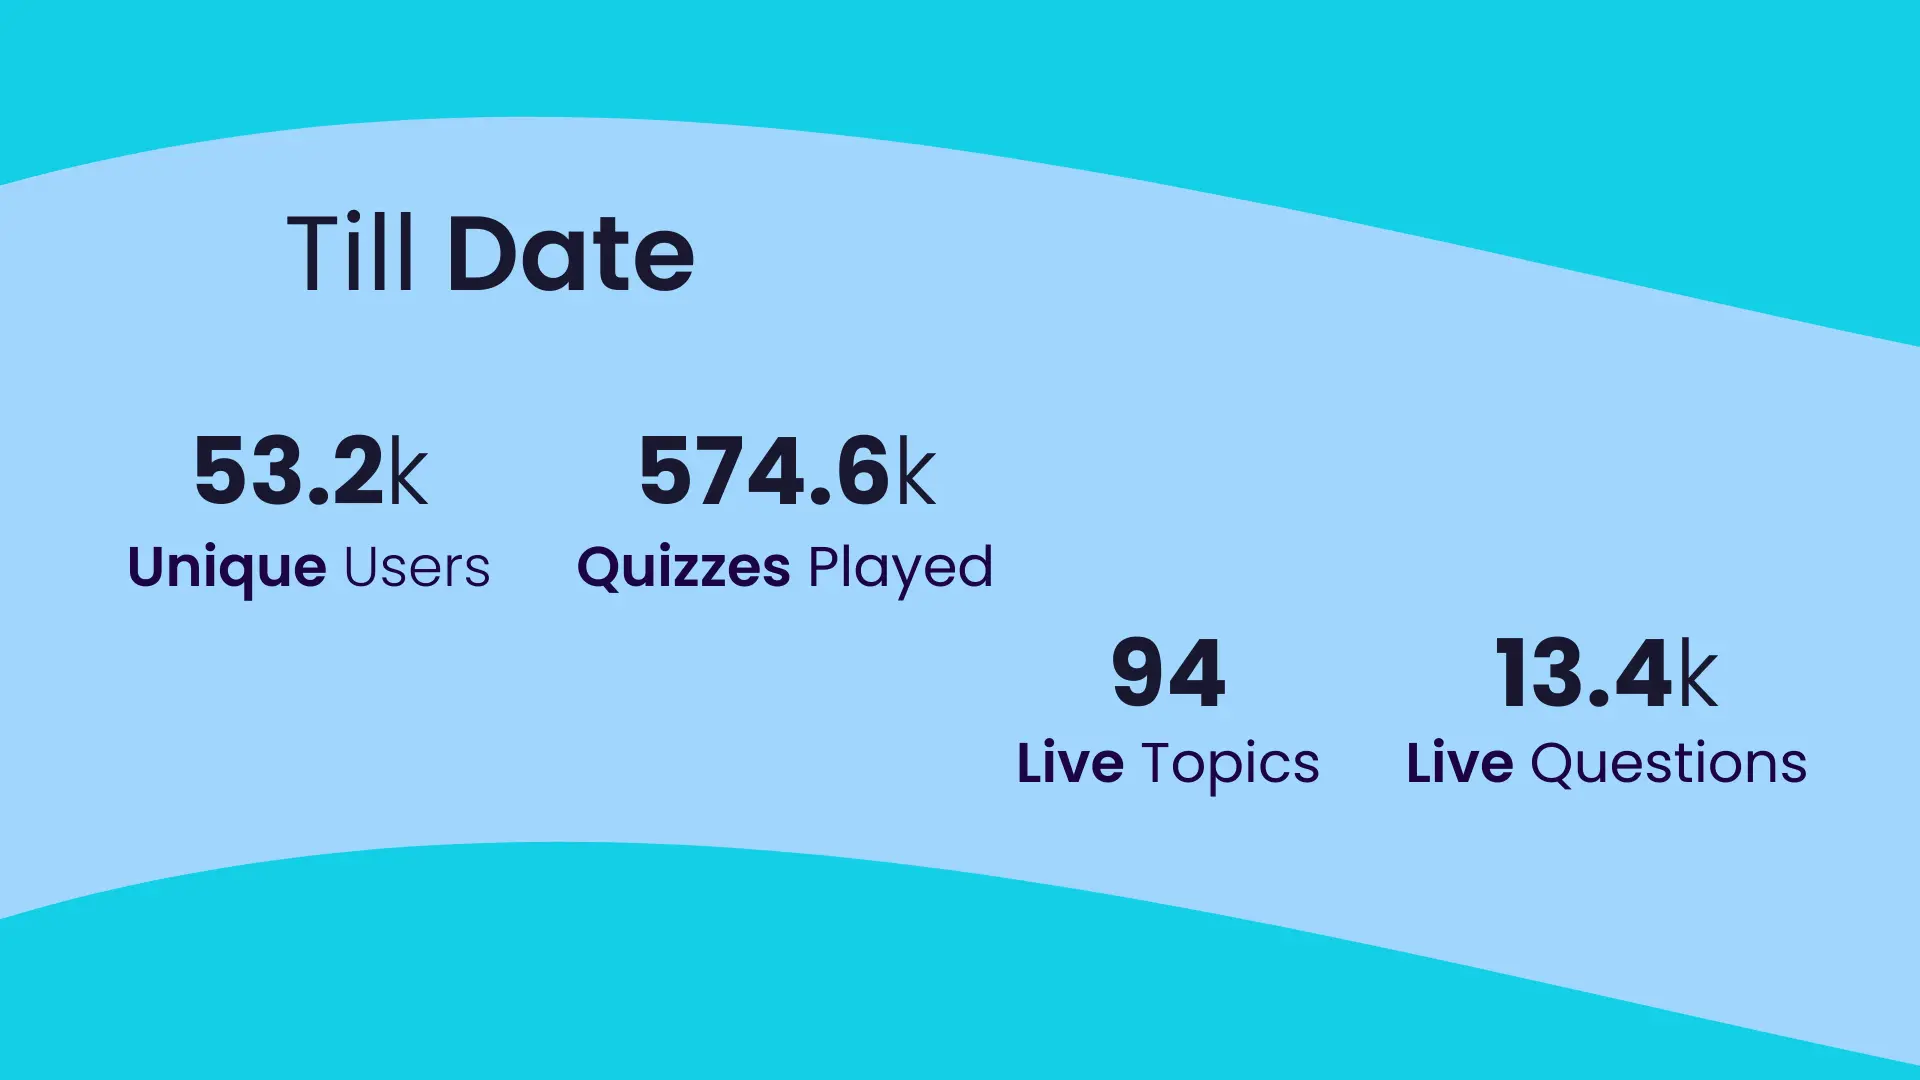 Till Date
53.2k
Unique Users
574.6k
Quizzes Played
94
Live Topics
13.4k
Live Questions